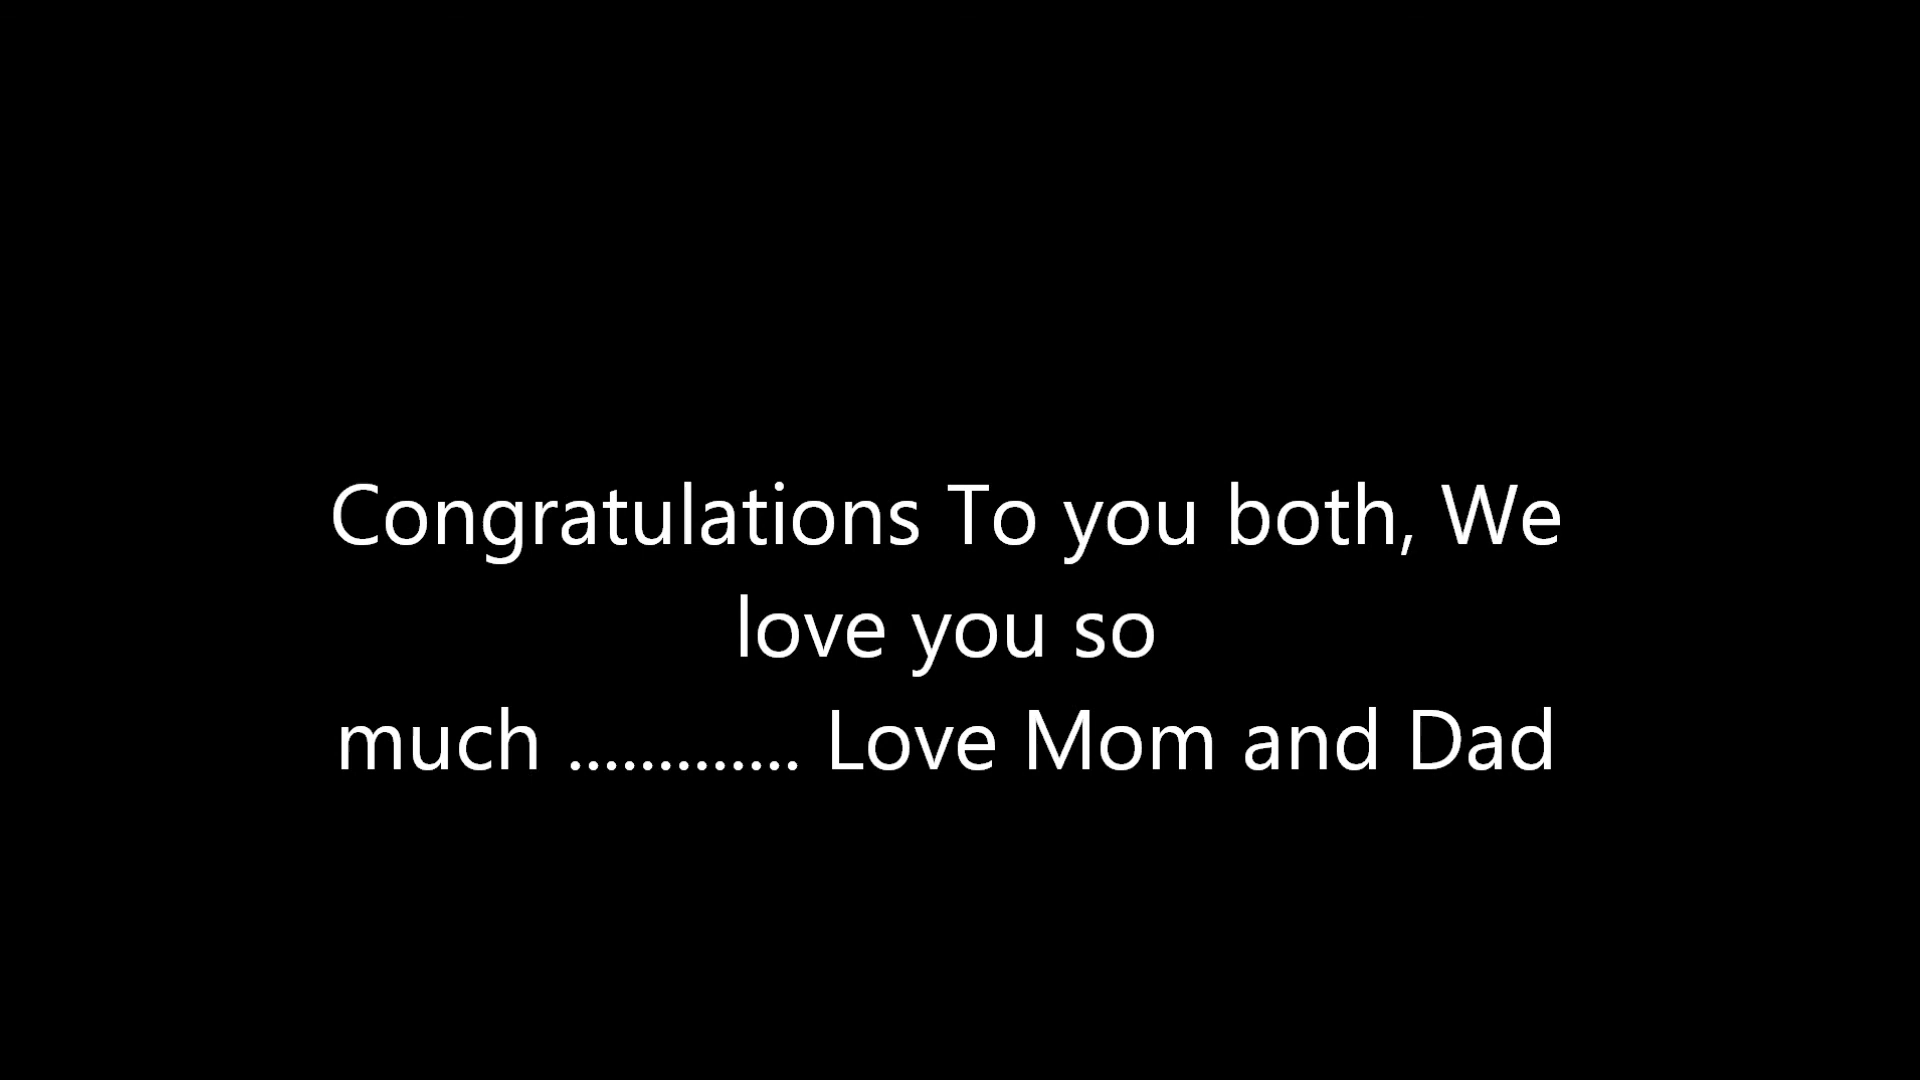 Congratulations To you both, We
love you so
much ............. Love Mom and Dad